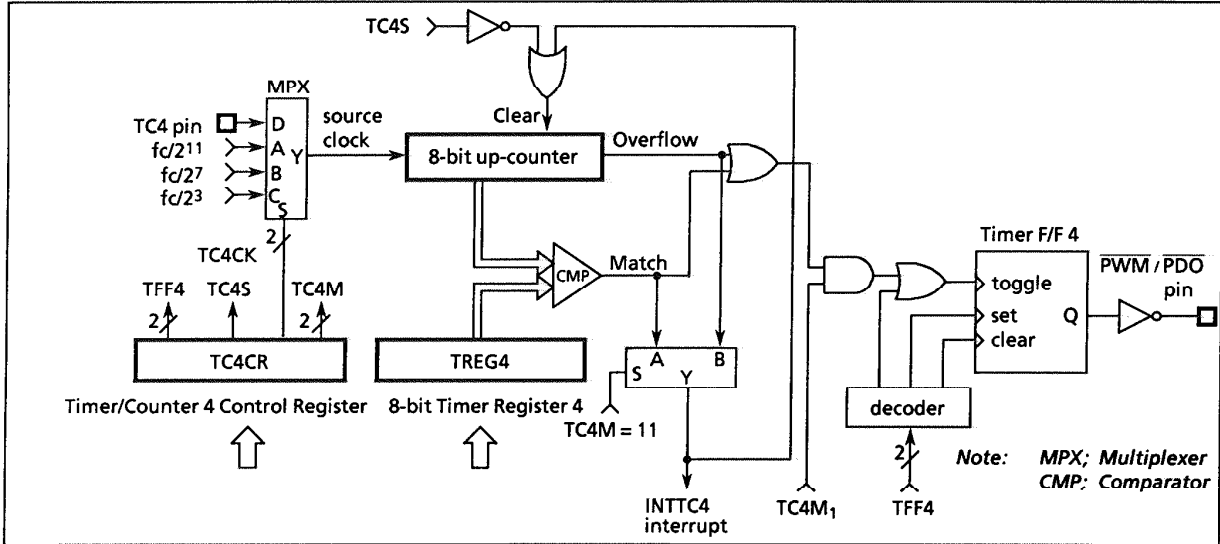 TC4S
MPX
TC4 pin
D
fc/2¹¹
A
Y
fc/2⁷
B
fc/2³
C
S
source
clock
Clear
8-bit up-counter
Overflow
2
TC4CK
TFF4
TC4S
TC4M
2
2
CMP
Match
TC4CR
TREG4
Timer/Counter 4 Control Register
8-bit Timer Register 4
A
B
S
Y
TC4M = 11
INTTC4
interrupt
TC4M₁
Timer F/F 4
toggle
set
clear
Q
P̅W̅M̅ / P̅D̅O̅
pin
decoder
2
TFF4
Note: MPX; Multiplexer
CMP; Comparator